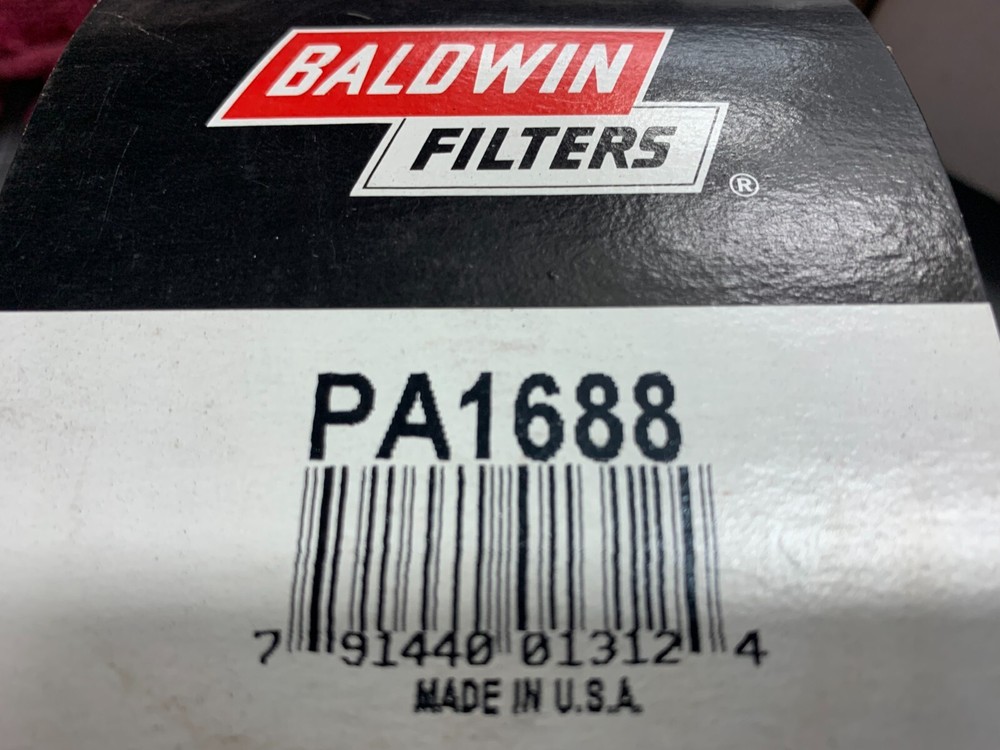 BALDWIN
FILTERS
®
PA1688
7 91440 01312 4
MADE IN U.S.A.